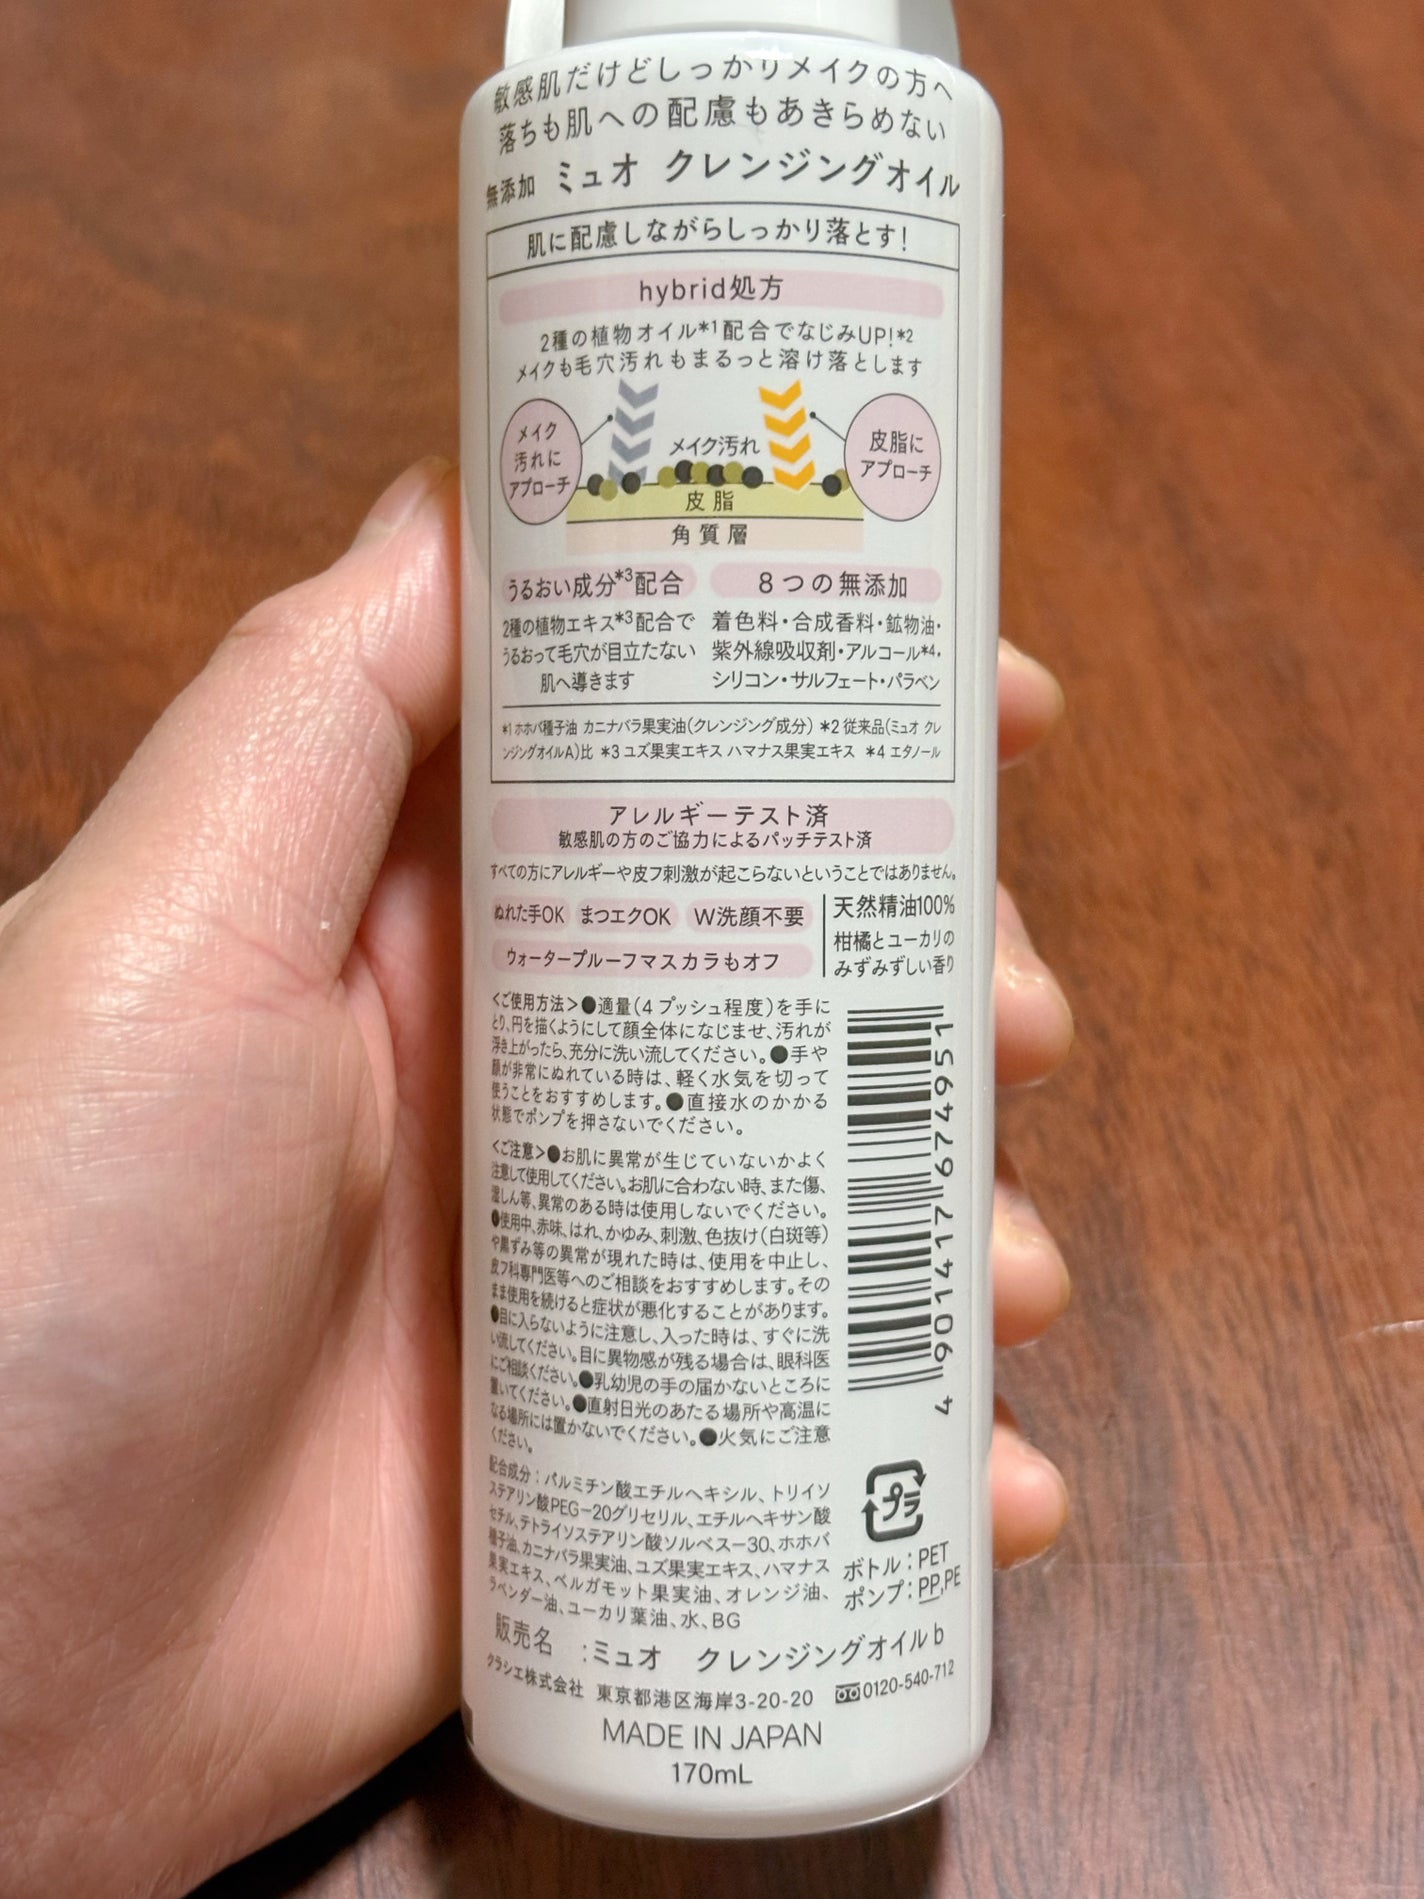 敏感肌だけどしっかりメイクの方へ
落ちも肌への配慮もあきらめない
無添加 ミュオ クレンジングオイル
肌に配慮しながらしっかり落とす!
hybrid処方
2種の植物オイル*1配合でなじみUP!*2
メイクも毛穴汚れもまるっと溶け落とします
メイク
汚れに
アプローチ
メイク汚れ
皮脂に
アプローチ
皮脂
角質層
うるおい成分*3配合
2種の植物エキス*3配合で
うるおって毛穴が目立たない
肌へ導きます
8つの無添加
着色料・合成香料・鉱物油・
紫外線吸収剤・アルコール*4・
シリコン・サルフェート・パラベン
*1 ホホバ種子油 カニナバラ果実油(クレンジング成分) *2 従来品(ミュオ クレ
ンジングオイルA)比 *3 ユズ果実エキス ハマナス果実エキス *4 エタノール
アレルギーテスト済
敏感肌の方のご協力によるパッチテスト済
すべての方にアレルギーや皮フ刺激が起こらないということではありません。
ぬれた手OK まつエクOK W洗顔不要
ウォータープルーフマスカラもオフ
天然精油100%
柑橘とユーカリの
みずみずしい香り
<ご使用方法>●適量(4プッシュ程度)を手に
とり、円を描くようにして顔全体になじませ、汚れが
浮き上がったら、充分に洗い流してください。●手や
顔が非常にぬれている時は、軽く水気を切って
使うことをおすすめします。●直接水のかかる
状態でポンプを押さないでください。
<ご注意>●お肌に異常が生じていないかよく
注意して使用してください。お肌に合わない時、また傷、
湿しん等、異常のある時は使用しないでください。
●使用中、赤味、はれ、かゆみ、刺激、色抜け(白斑等)
や黒ずみ等の異常が現れた時は、使用を中止し、
皮フ科専門医等へのご相談をおすすめします。その
まま使用を続けると症状が悪化することがあります。
●目に入らないように注意し、入った時は、すぐに洗
い流してください。目に異物感が残る場合は、眼科医
にご相談ください。●乳幼児の手の届かないところに
置いてください。●直射日光のあたる場所や高温に
なる場所には置かないでください。●火気にご注意
ください。
4 901417 674951
配合成分:パルミチン酸エチルヘキシル、トリイソ
ステアリン酸PEG-20グリセリル、エチルヘキサン酸
セチル、テトライソステアリン酸ソルベス-30、ホホバ
種子油、カニナバラ果実油、ユズ果実エキス、ハマナス
果実エキス、ベルガモット果実油、オレンジ油、
ラベンダー油、ユーカリ葉油、水、BG
プラ
ボトル:PET
ポンプ:PP,PE
販売名 :ミュオ クレンジングオイルb
クラシエ株式会社 東京都港区海岸3-20-20 0120-540-712
MADE IN JAPAN
170mL